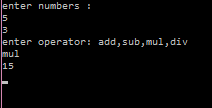 enter numbers :
5
3
enter operator: add,sub,mul,div
mul
15